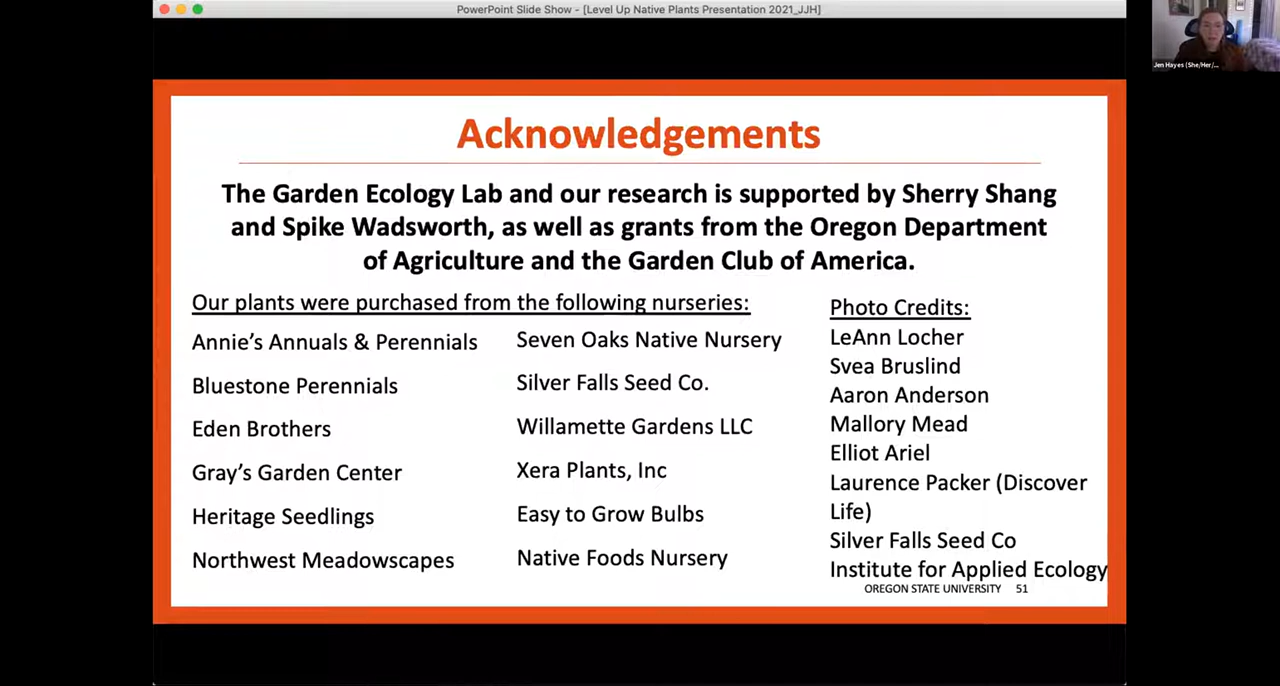 PowerPoint Slide Show - [Level Up Native Plants Presentation 2021_JJH]
Jen Hayes (She/Her/...
Acknowledgements
The Garden Ecology Lab and our research is supported by Sherry Shang
and Spike Wadsworth, as well as grants from the Oregon Department
of Agriculture and the Garden Club of America.
Our plants were purchased from the following nurseries:
Annie's Annuals & Perennials
Bluestone Perennials
Eden Brothers
Gray's Garden Center
Heritage Seedlings
Northwest Meadowscapes
Seven Oaks Native Nursery
Silver Falls Seed Co.
Willamette Gardens LLC
Xera Plants, Inc
Easy to Grow Bulbs
Native Foods Nursery
Photo Credits:
LeAnn Locher
Svea Bruslind
Aaron Anderson
Mallory Mead
Elliot Ariel
Laurence Packer (Discover
Life)
Silver Falls Seed Co
Institute for Applied Ecology
OREGON STATE UNIVERSITY 51